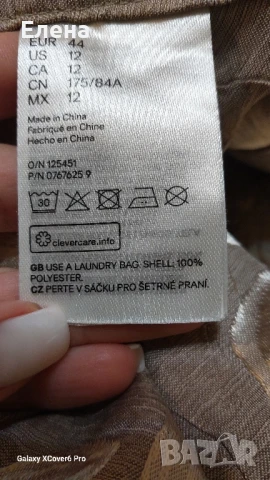 Elena
EUR 44
US 12
CA 12
CN 175/84A
MX 12
Made in China
Fabriqué en Chine
Hecho en China
O/N 125451
P/N 0767625 9
30
clevercare.info
GB USE A LAUNDRY BAG. SHELL: 100%
POLYESTER.
CZ PERTE V SÁČKU PRO ŠETRNÉ PRANÍ.
Galaxy XCover6 Pro
bazar.bg